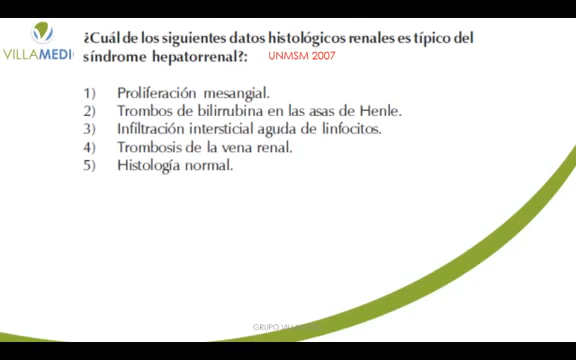 ¿Cuál de los siguientes datos histológicos renales es típico del
VILLAMEDI
síndrome hepatorrenal?: UNMSM 2007
1) Proliferación mesangial.
2) Trombos de bilirrubina en las asas de Henle.
3) Infiltración intersticial aguda de linfocitos.
4) Trombosis de la vena renal.
5) Histología normal.
GRUPO